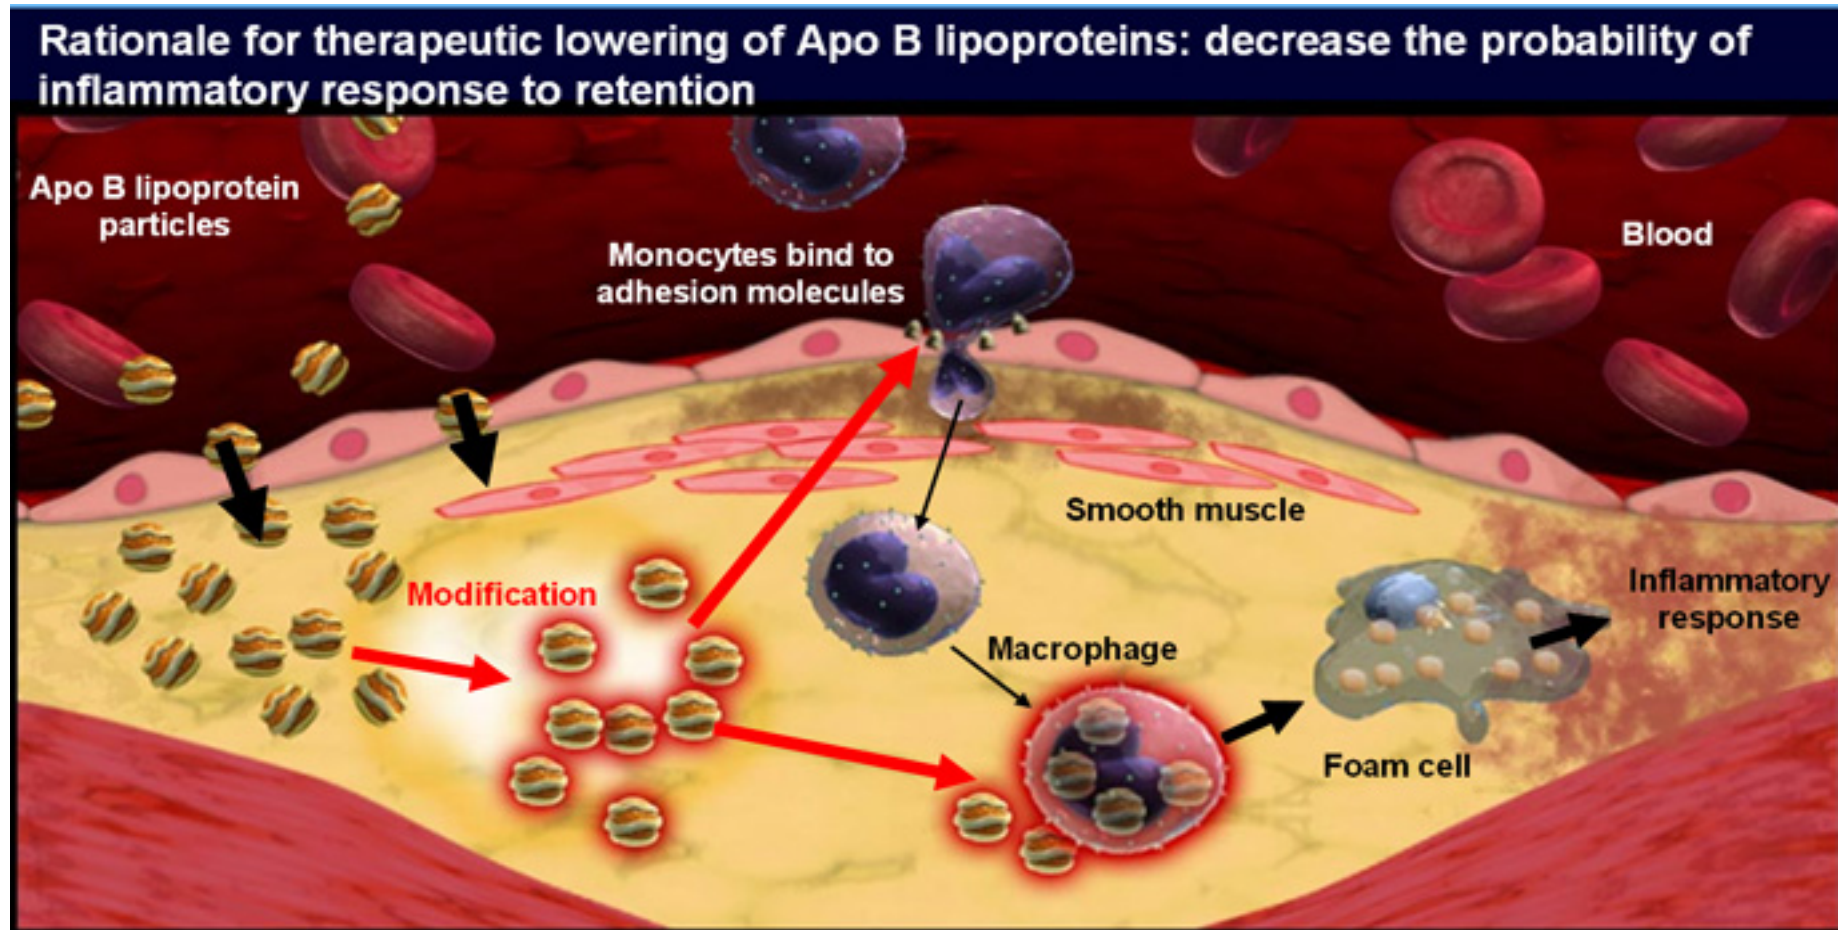 Rationale for therapeutic lowering of Apo B lipoproteins: decrease the probability of
inflammatory response to retention
Apo B lipoprotein
particles
Monocytes bind to
adhesion molecules
Blood
Smooth muscle
Modification
Macrophage
Inflammatory
response
Foam cell